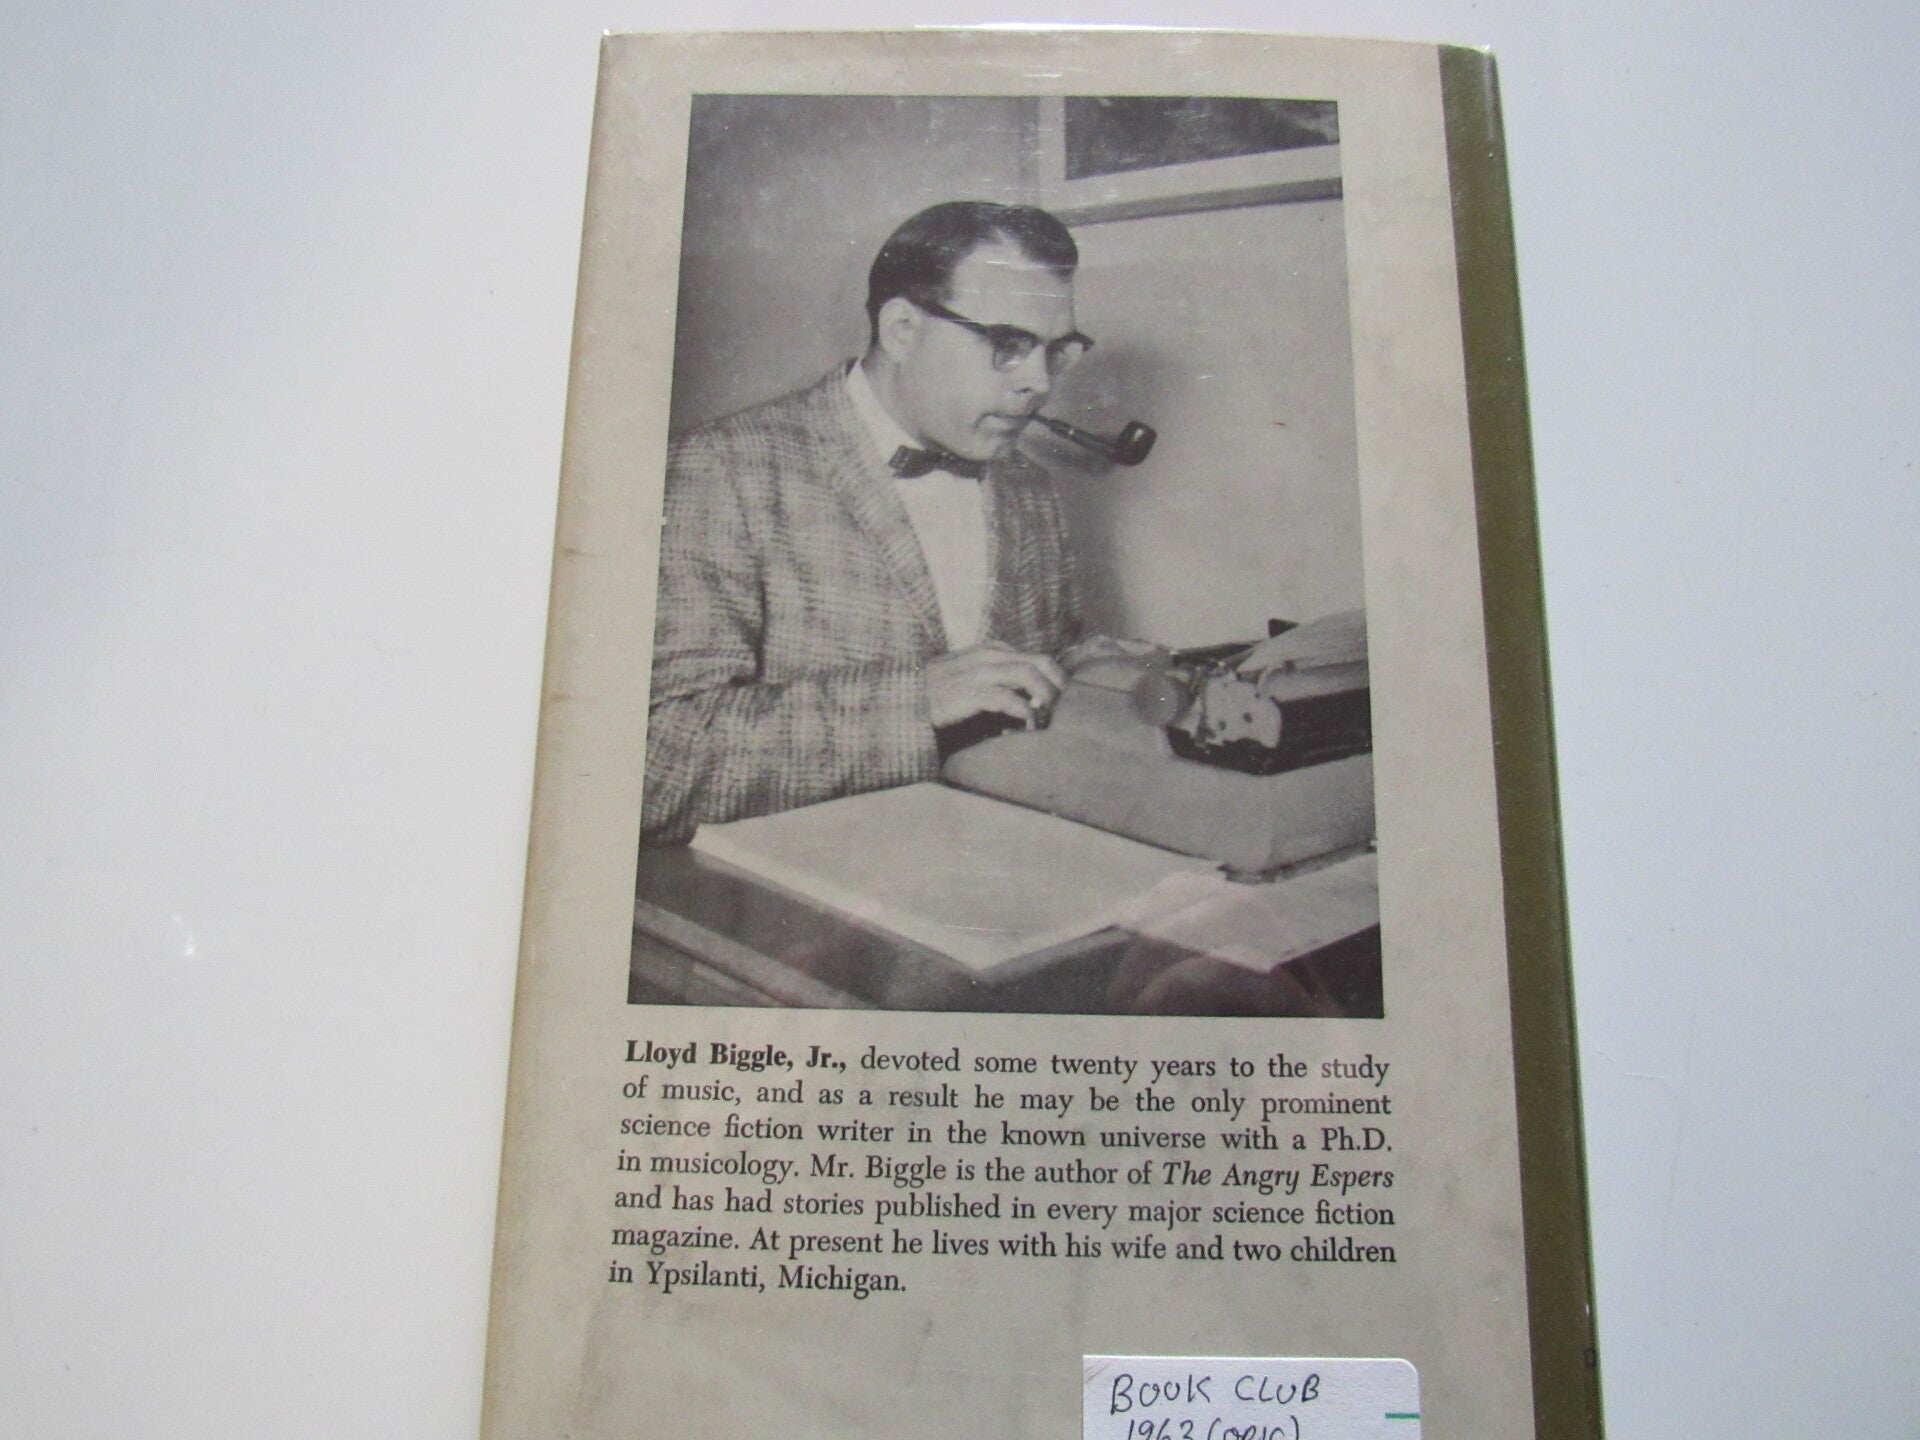 Lloyd Biggle, Jr., devoted some twenty years to the study
of music, and as a result he may be the only prominent
science fiction writer in the known universe with a Ph.D.
in musicology. Mr. Biggle is the author of The Angry Espers
and has had stories published in every major science fiction
magazine. At present he lives with his wife and two children
in Ypsilanti, Michigan.
BOOK CLUB
1963 (ORIG)